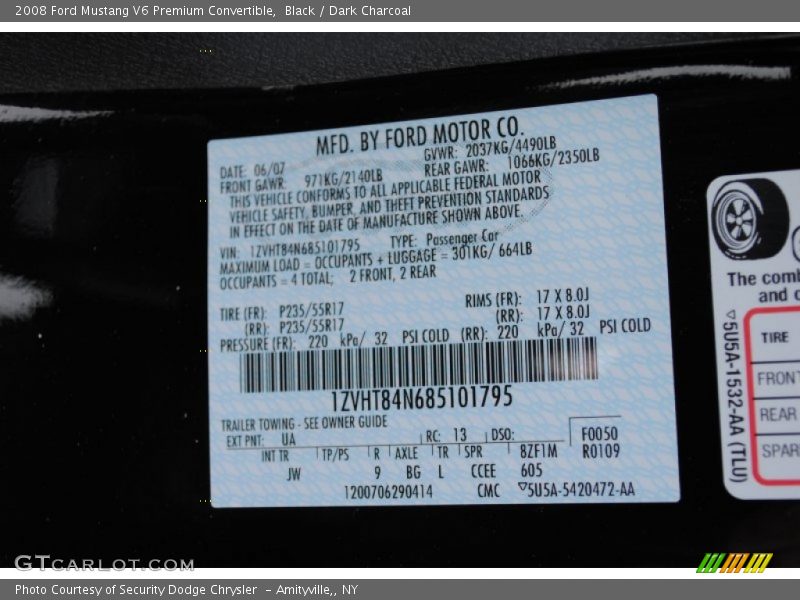 2008 Ford Mustang V6 Premium Convertible,  Black / Dark Charcoal
MFD. BY FORD MOTOR CO.
DATE: 06/07   GVWR: 2037KG/4490LB
FRONT GAWR:   971KG/2140LB   REAR GAWR:   1066KG/2350LB
THIS VEHICLE CONFORMS TO ALL APPLICABLE FEDERAL MOTOR
VEHICLE SAFETY, BUMPER, AND THEFT PREVENTION STANDARDS
IN EFFECT ON THE DATE OF MANUFACTURE SHOWN ABOVE.
VIN: 1ZVHT84N685101795   TYPE: Passenger Car
MAXIMUM LOAD = OCCUPANTS + LUGGAGE = 301KG/ 664LB
OCCUPANTS = 4 TOTAL;  2 FRONT, 2 REAR
TIRE (FR): P235/55R17   RIMS (FR): 17 X 8.0J
(RR): P235/55R17   (RR): 17 X 8.0J
PRESSURE (FR): 220 kPa/ 32 PSI COLD (RR): 220 kPa/ 32 PSI COLD
1ZVHT84N685101795
TRAILER TOWING - SEE OWNER GUIDE
EXT PNT: UA   RC: 13   DSO:   F0050
INT TR   TP/PS   R   AXLE   TR   SPR   8ZF1M   R0109
JW   9   BG   L   CCEE   605
1200706290414   CMC   ▽5U5A-5420472-AA
The comb
and c
TIRE
FRONT
REAR
SPAR
▽5U5A-1532-AA (TLU)
GTCARLOT.COM
Photo Courtesy of Security Dodge Chrysler  - Amityville,, NY